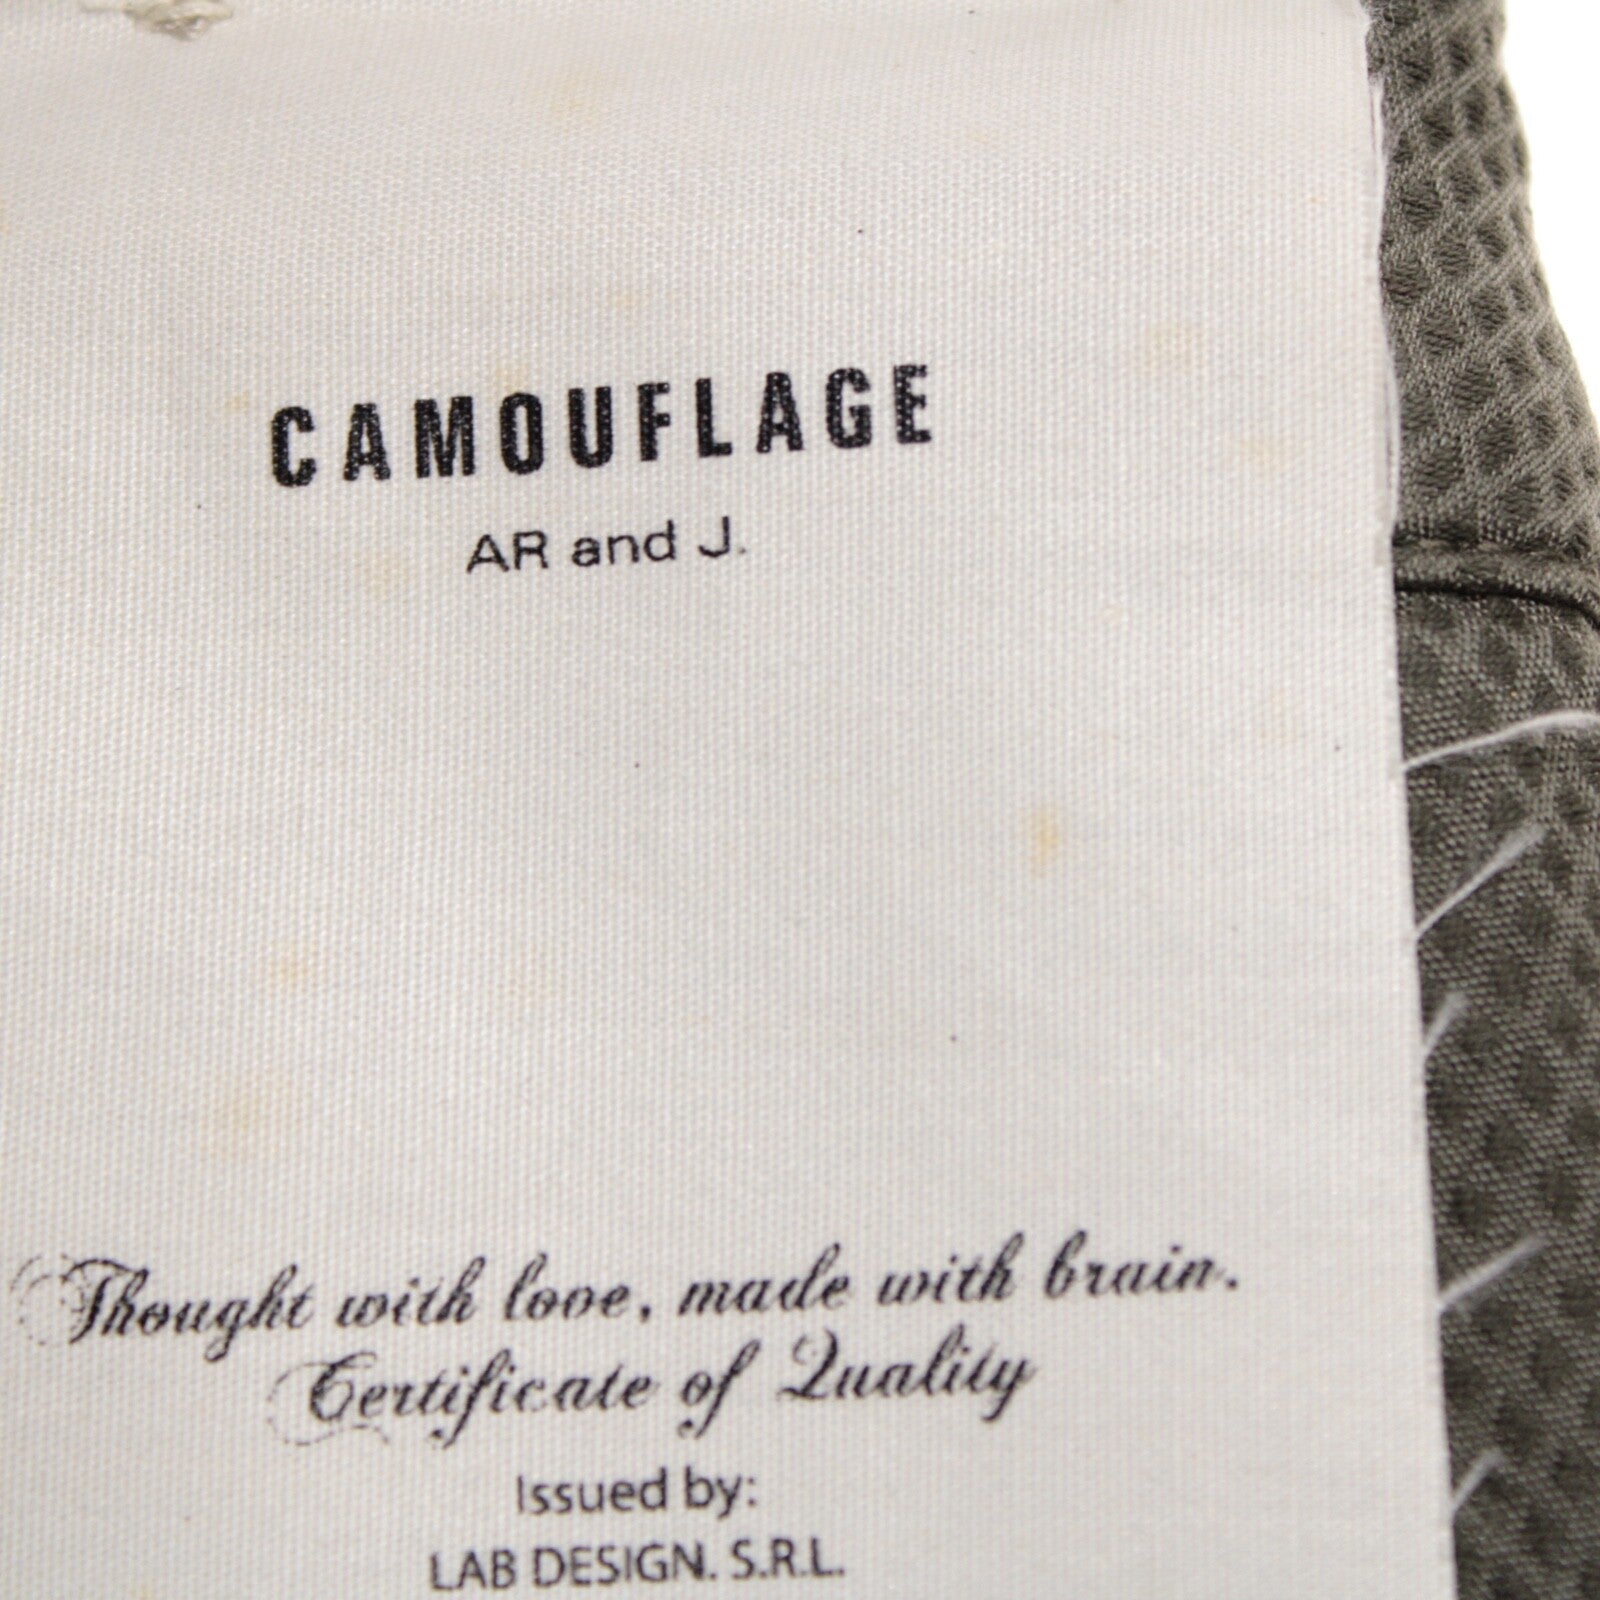 CAMOUFLAGE
AR and J.
Thought with love, made with brain.
Certificate of Quality
Issued by:
LAB DESIGN. S.R.L.